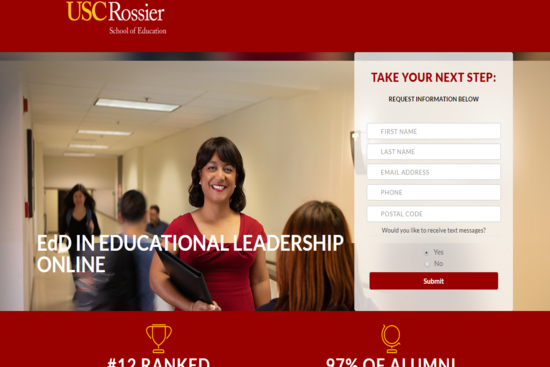 USC Rossier
School of Education
TAKE YOUR NEXT STEP:
REQUEST INFORMATION BELOW
FIRST NAME
LAST NAME
EMAIL ADDRESS
PHONE
POSTAL CODE
Would you like to receive text messages?
Yes
No
Submit
EdD IN EDUCATIONAL LEADERSHIP
ONLINE
#12 RANKED
97% OF ALUMNI